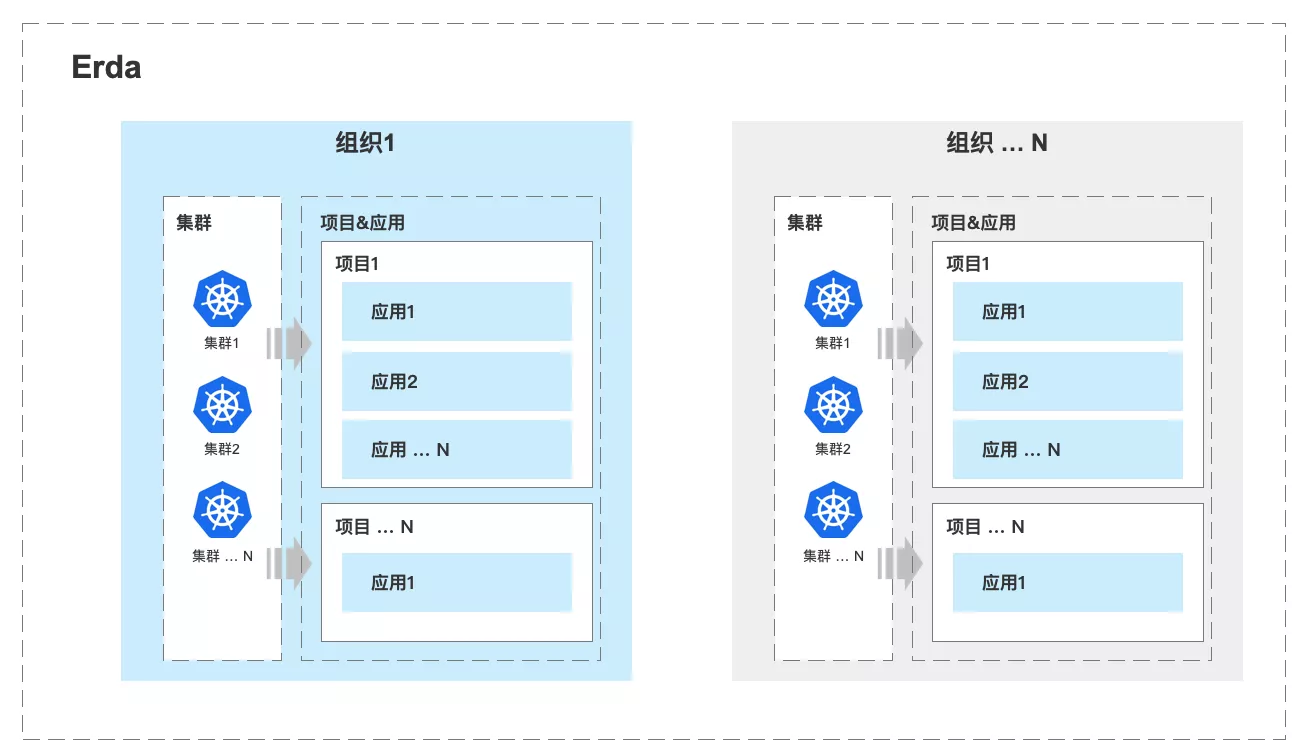 Erda
组织1
集群
集群1
集群2
集群 ... N
项目&应用
项目1
应用1
应用2
应用 ... N
项目 ... N
应用1
组织 ... N
集群
集群1
集群2
集群 ... N
项目&应用
项目1
应用1
应用2
应用 ... N
项目 ... N
应用1